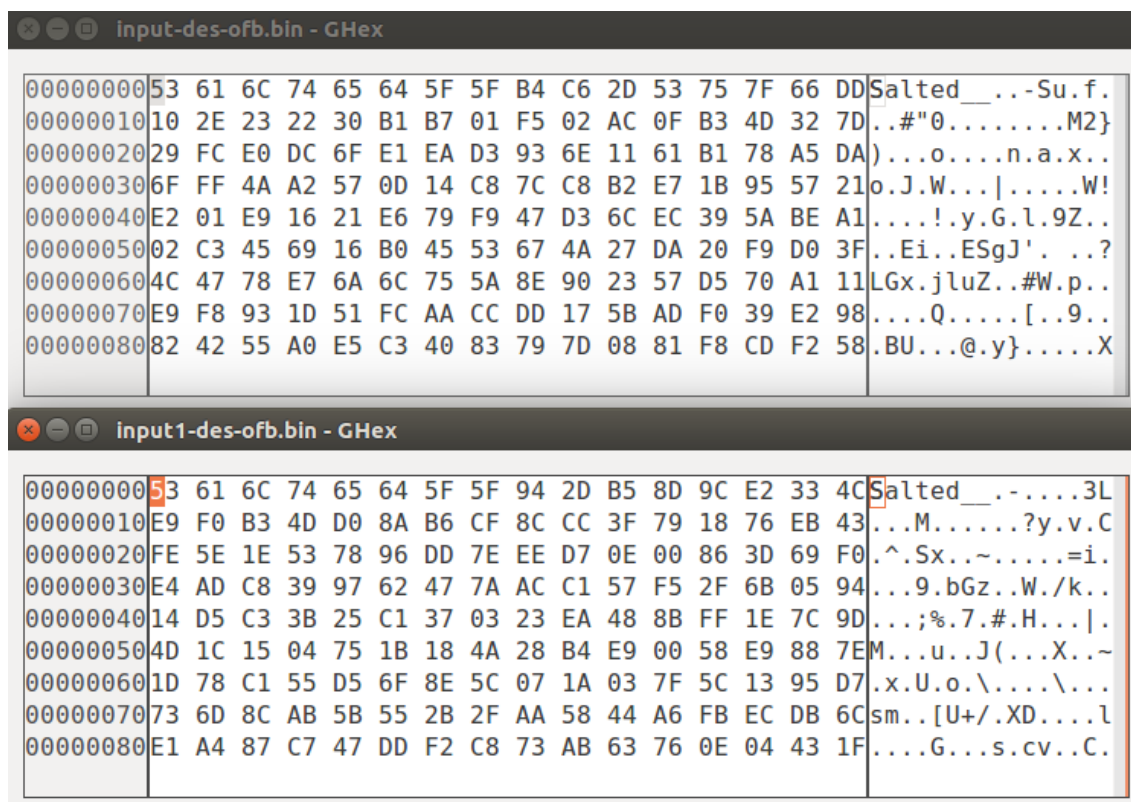 input-des-ofb.bin - GHex
00000000 53 61 6C 74 65 64 5F 5F B4 C6 2D 53 75 7F 66 DD Salted__..-Su.f.
00000010 10 2E 23 22 30 B1 B7 01 F5 02 AC 0F B3 4D 32 7D ..#"0........M2}
00000020 29 FC E0 DC 6F E1 EA D3 93 6E 11 61 B1 78 A5 DA )...o....n.a.x..
00000030 6F FF 4A A2 57 0D 14 C8 7C C8 B2 E7 1B 95 57 21 o.J.W...|.....W!
00000040 E2 01 E9 16 21 E6 79 F9 47 D3 6C EC 39 5A BE A1 ....!.y.G.l.9Z..
00000050 02 C3 45 69 16 B0 45 53 67 4A 27 DA 20 F9 D0 3F ..Ei..ESgJ'. ..?
00000060 4C 47 78 E7 6A 6C 75 5A 8E 90 23 57 D5 70 A1 11 LGx.jluZ..#W.p..
00000070 E9 F8 93 1D 51 FC AA CC DD 17 5B AD F0 39 E2 98 ....Q.....[..9..
00000080 82 42 55 A0 E5 C3 40 83 79 7D 08 81 F8 CD F2 58 .BU...@.y}.....X
input1-des-ofb.bin - GHex
00000000 53 61 6C 74 65 64 5F 5F 94 2D B5 8D 9C E2 33 4C Salted__.-....3L
00000010 E9 F0 B3 4D D0 8A B6 CF 8C CC 3F 79 18 76 EB 43 ...M......?y.v.C
00000020 FE 5E 1E 53 78 96 DD 7E EE D7 0E 00 86 3D 69 F0 .^.Sx..~.....=i.
00000030 E4 AD C8 39 97 62 47 7A AC C1 57 F5 2F 6B 05 94 ...9.bGz..W./k..
00000040 14 D5 C3 3B 25 C1 37 03 23 EA 48 8B FF 1E 7C 9D ...;%.7.#.H...|.
00000050 4D 1C 15 04 75 1B 18 4A 28 B4 E9 00 58 E9 88 7E M...u..J(...X..~
00000060 1D 78 C1 55 D5 6F 8E 5C 07 1A 03 7F 5C 13 95 D7 .x.U.o.\....\...
00000070 73 6D 8C AB 5B 55 2B 2F AA 58 44 A6 FB EC DB 6C sm..[U+/.XD....l
00000080 E1 A4 87 C7 47 DD F2 C8 73 AB 63 76 0E 04 43 1F ....G...s.cv..C.